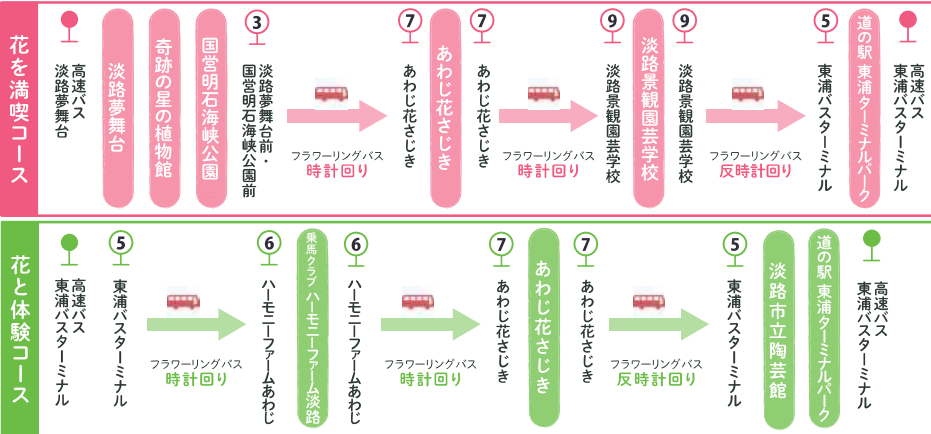 花を満喫コース
高速バス
淡路夢舞台
淡路夢舞台
奇跡の星の植物館
国営明石海峡公園
3
淡路夢舞台前・
国営明石海峡公園前
フラワーリングバス
時計回り
7
あわじ花さじき
あわじ花さじき
7
あわじ花さじき
フラワーリングバス
時計回り
9
淡路景観園芸学校
淡路景観園芸学校
9
淡路景観園芸学校
フラワーリングバス
反時計回り
5
東浦バスターミナル
道の駅 東浦ターミナルパーク
高速バス
東浦バスターミナル
花と体験コース
高速バス
東浦バスターミナル
5
東浦バスターミナル
フラワーリングバス
時計回り
6
ハーモニーファームあわじ
乗馬クラブ ハーモニーファーム淡路
6
ハーモニーファームあわじ
フラワーリングバス
時計回り
7
あわじ花さじき
あわじ花さじき
7
あわじ花さじき
フラワーリングバス
反時計回り
5
東浦バスターミナル
淡路市立陶芸館
道の駅 東浦ターミナルパーク
高速バス
東浦バスターミナル